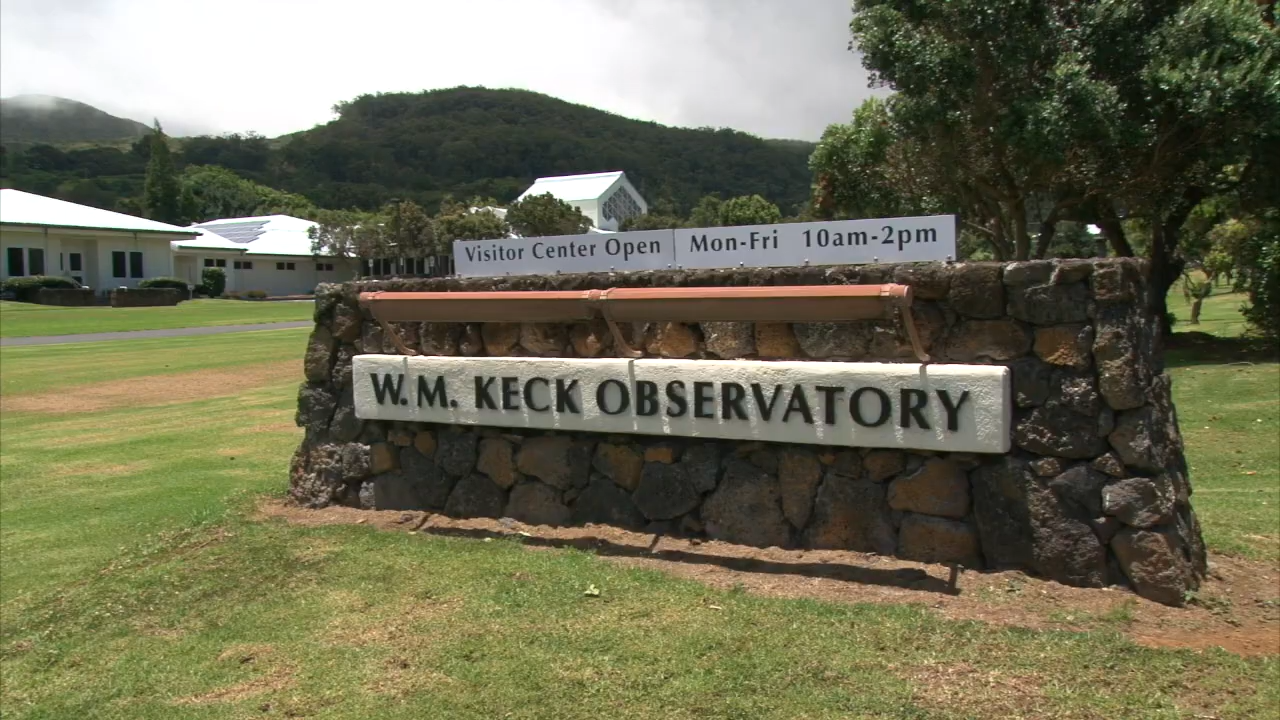 Visitor Center Open Mon-Fri 10am-2pm
W. M. KECK OBSERVATORY